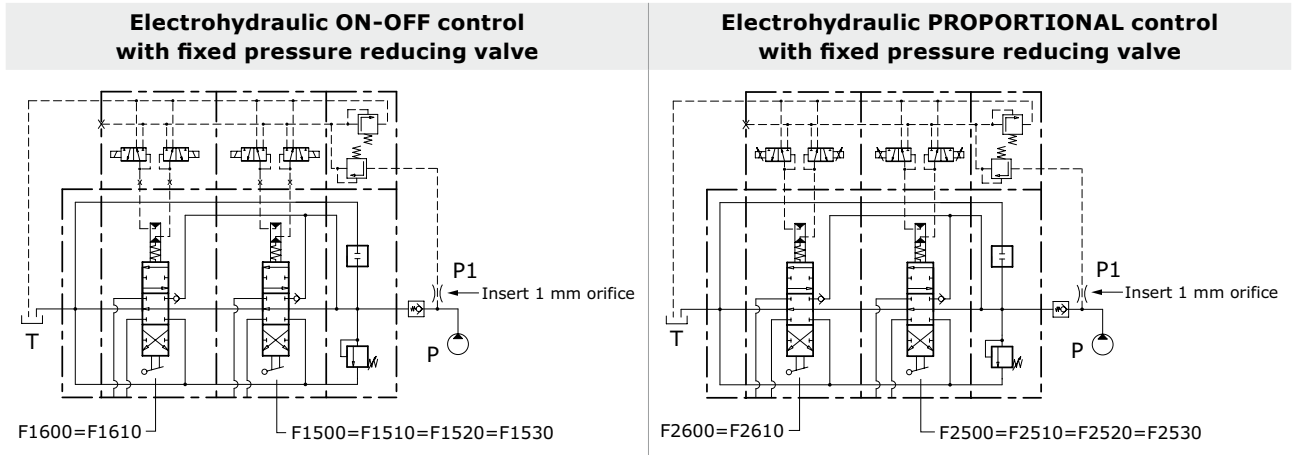 Electrohydraulic ON-OFF control
with fixed pressure reducing valve
P1
Insert 1 mm orifice
T
P
F1600=F1610
F1500=F1510=F1520=F1530
Electrohydraulic PROPORTIONAL control
with fixed pressure reducing valve
P1
Insert 1 mm orifice
T
P
F2600=F2610
F2500=F2510=F2520=F2530